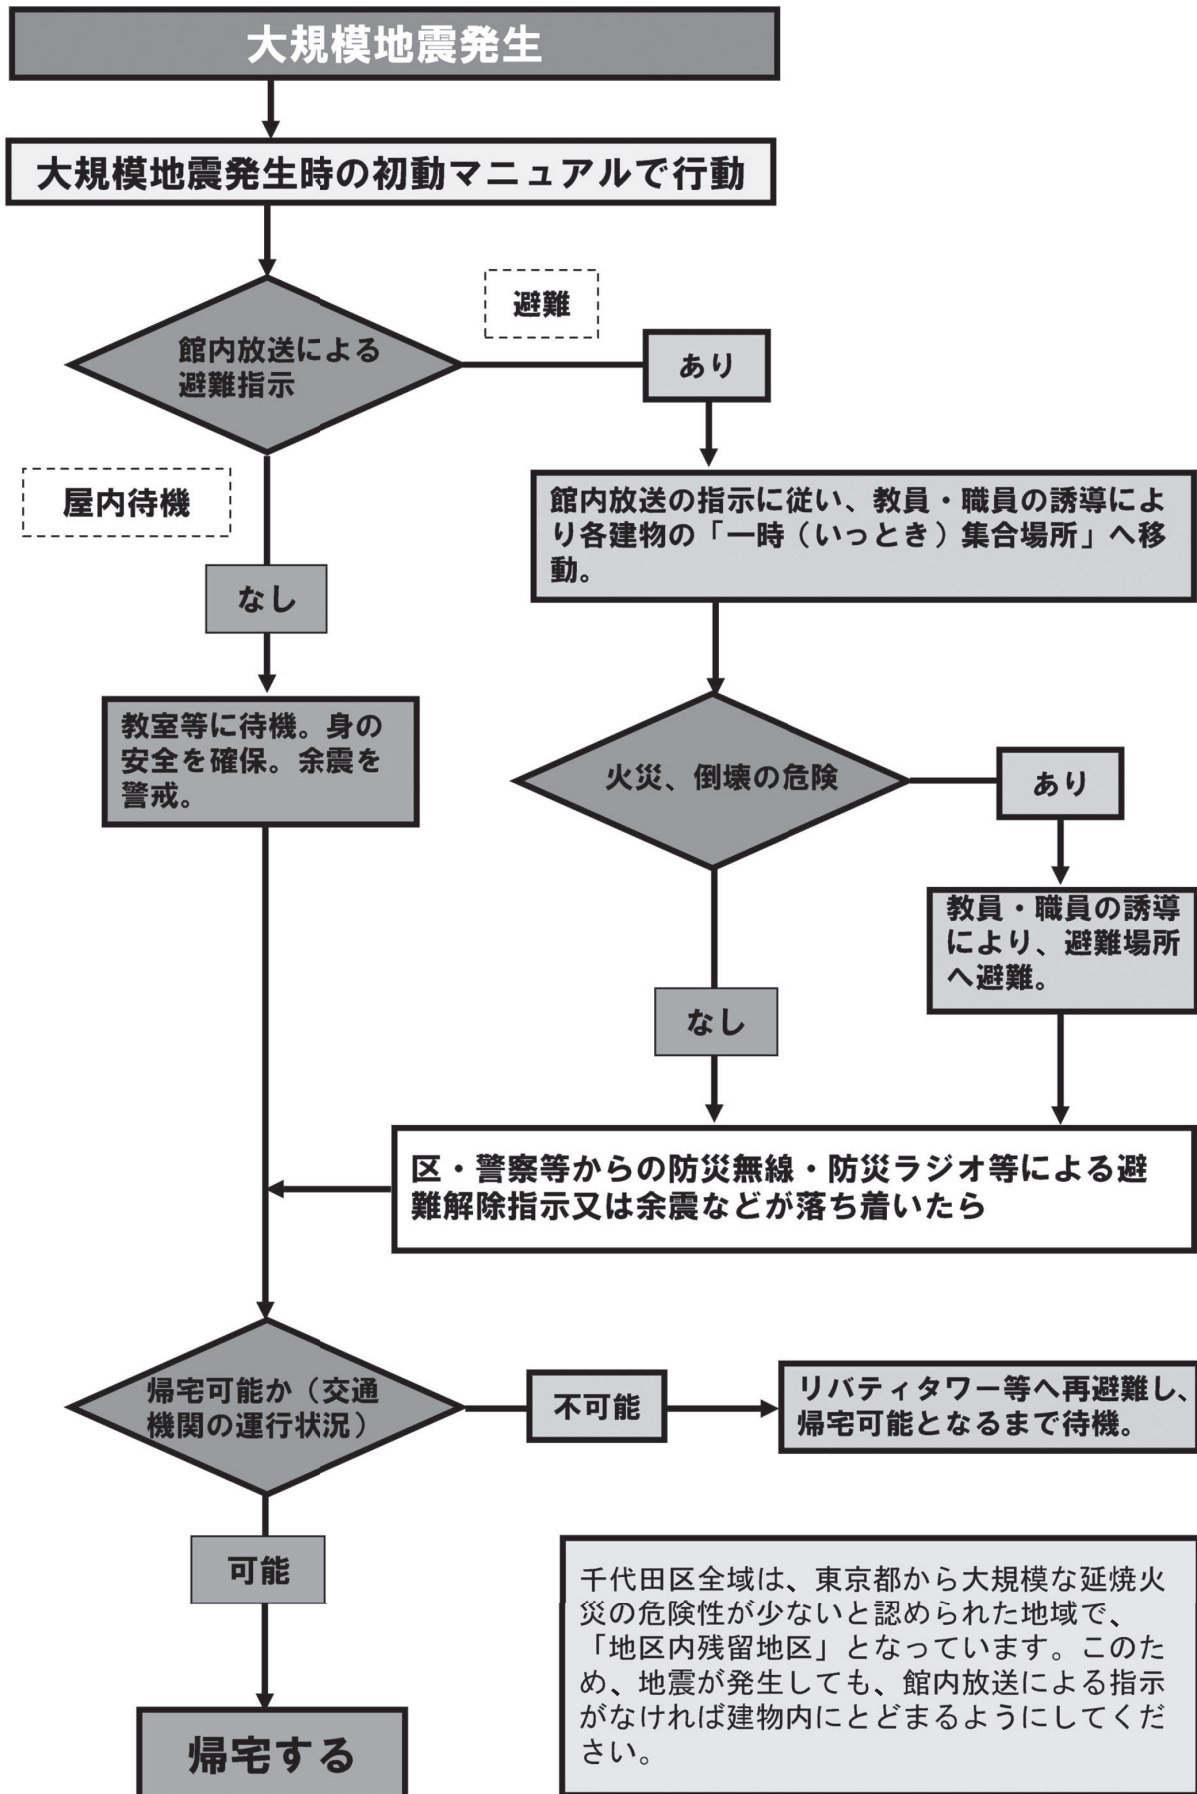 大規模地震発生
大規模地震発生時の初動マニュアルで行動
避難
館内放送による
避難指示
あり
屋内待機
館内放送の指示に従い、教員・職員の誘導によ
り各建物の「一時（いっとき）集合場所」へ移
動。
なし
教室等に待機。身の
安全を確保。余震を
警戒。
火災、倒壊の危険
あり
教員・職員の誘導
により、避難場所
へ避難。
なし
区・警察等からの防災無線・防災ラジオ等による避
難解除指示又は余震などが落ち着いたら
帰宅可能か（交通
機関の運行状況）
不可能
リバティタワー等へ再避難し、
帰宅可能となるまで待機。
可能
帰宅する
千代田区全域は、東京都から大規模な延焼火
災の危険性が少ないと認められた地域で、
「地区内残留地区」となっています。このた
め、地震が発生しても、館内放送による指示
がなければ建物内にとどまるようにしてくだ
さい。